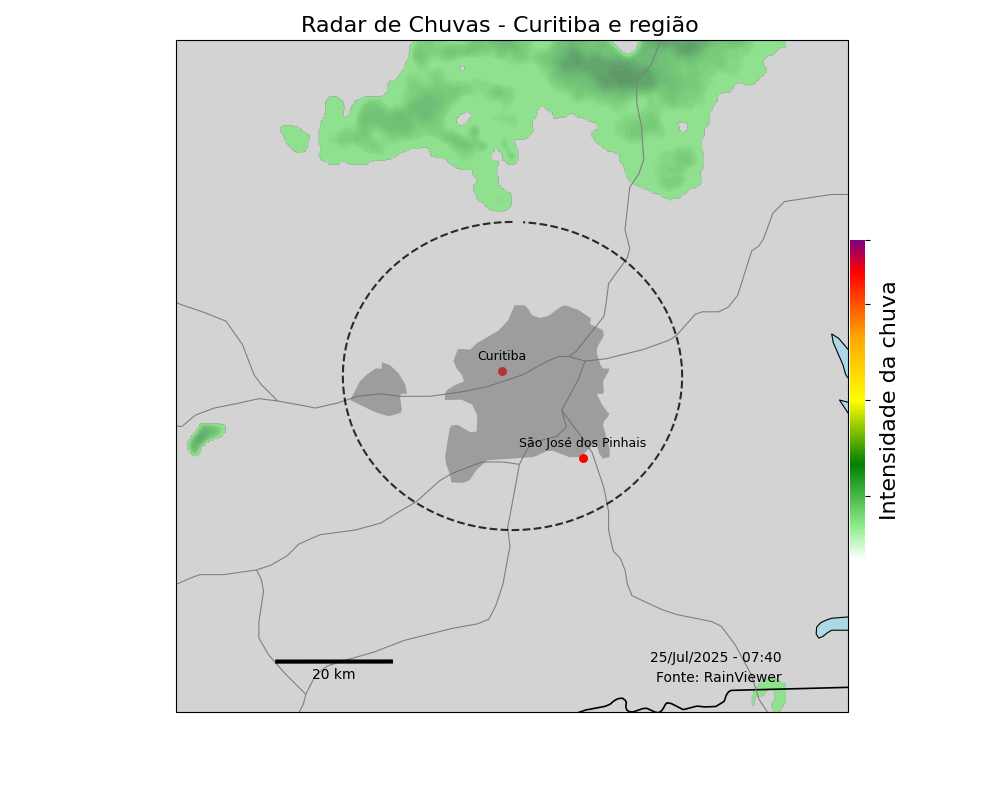 Radar de Chuvas - Curitiba e região
Curitiba
São José dos Pinhais
Intensidade da chuva
25/Jul/2025 - 07:40
Fonte: RainViewer
20 km